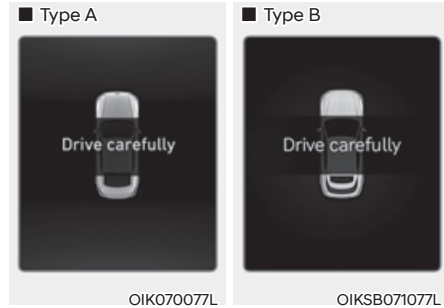 ■ Type A
Drive carefully
OIK070077L
■ Type B
Drive carefully
OIKSB071077L